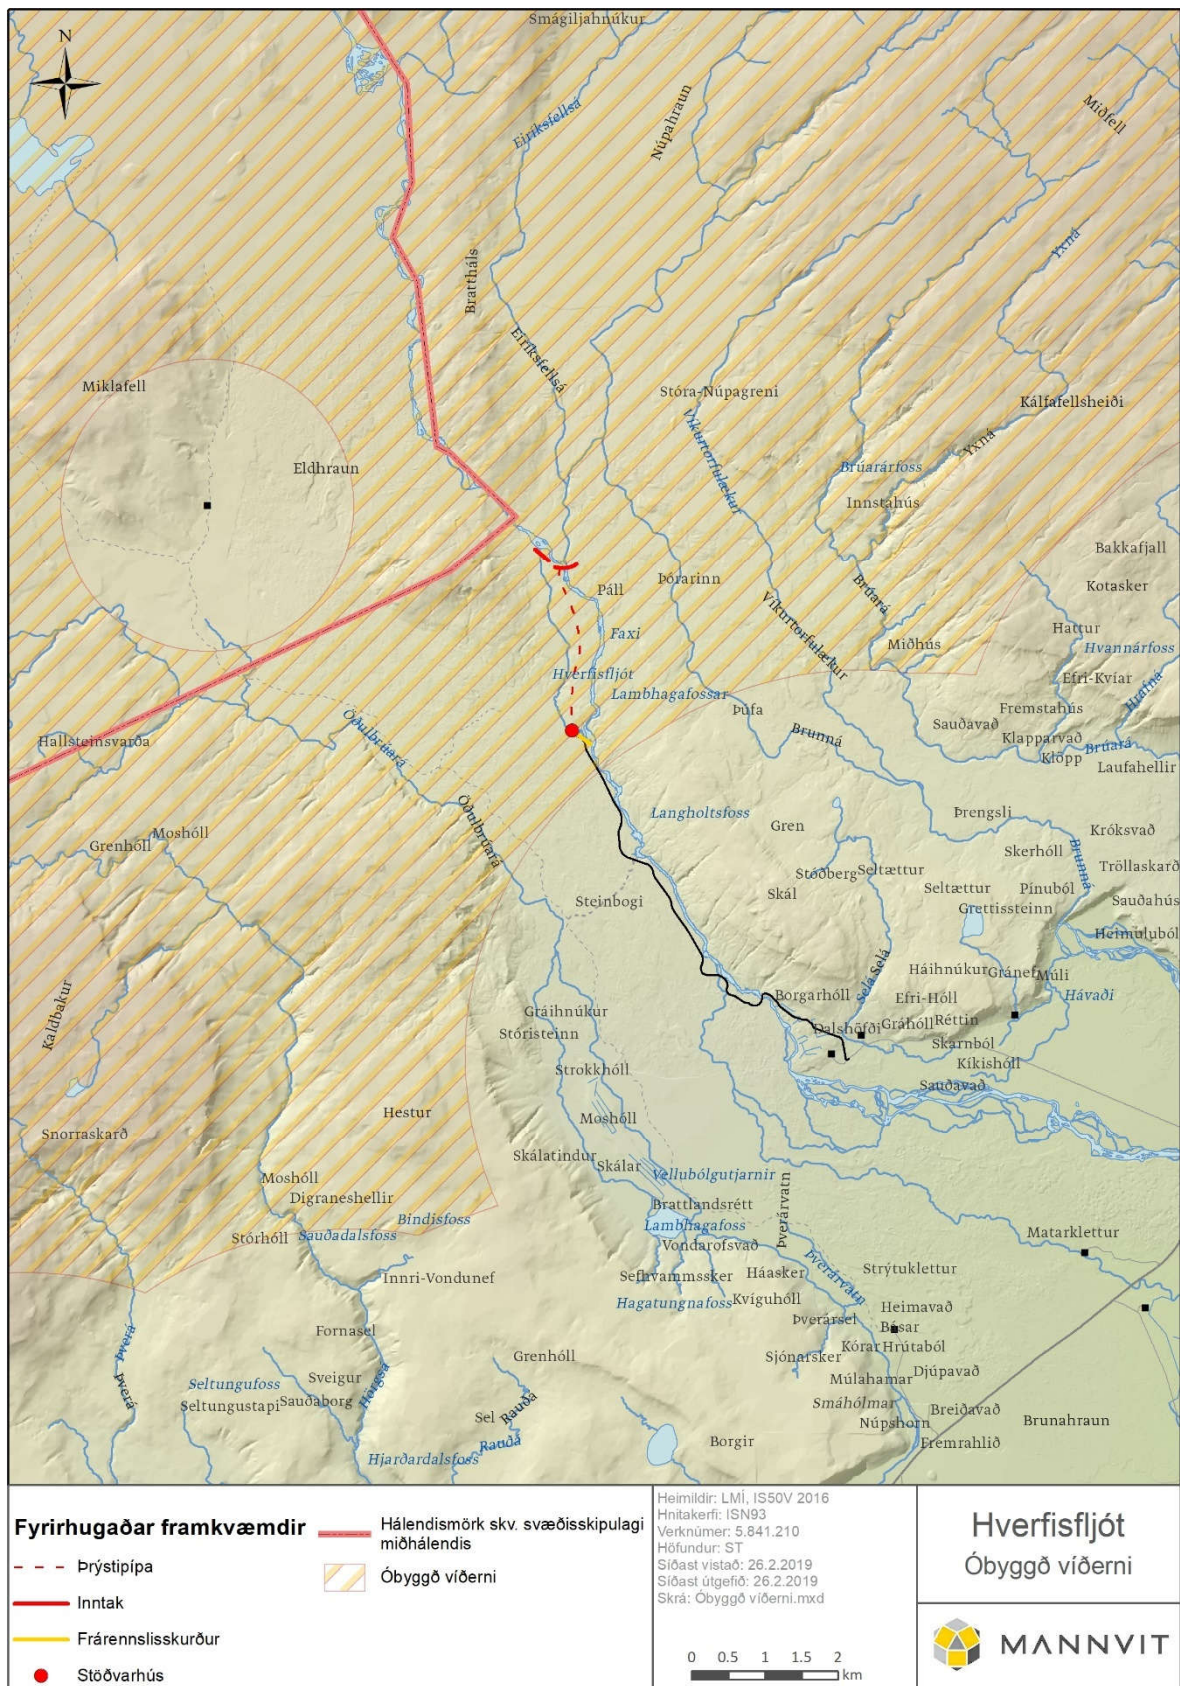 Smágiljahnúkur
N
Eiríksfellsá
Núpahraun
Miðfell
Yxná
Brattháls
Eiríksfellsá
Miklafell
Stóra-Núpagreni
Kálfafellsheiði
Víkurtorfulækur
Yxná
Eldhraun
Brúarárfoss
Innstahús
Bakkafjall
Þórarinn
Páll
Kotasker
Brúará
Víkurtorfulækur
Faxi
Hattur
Miðhús
Hvannárfoss
Hverfisfljót
Efri-Kvíar
Lambhagafossar
Hrafná
Þúfa
Fremstahús
Öðulbrúará
Sauðavað
Brunná
Klapparvað
Hallsteinsvarða
Brúará
Klöpp
Laufahellir
Langholtsfoss
Þrengsli
Gren
Öðulbrúará
Moshóll
Króksvað
Grenhóll
Skerhóll
Brunná
Stóðberg
Seltættur
Tröllaskarð
Skál
Seltættur
Pínuból
Steinbogi
Grettissteinn
Sauðahús
Heimuluból
Selá
Selá
Háihnúkur
Gránef
Múli
Borgarhóll
Efri-Hóll
Hávaði
Kaldbakur
Gráihnúkur
Dalshöfði
Gráhóll
Réttin
Stóristeinn
Skarnból
Strokkhóll
Kíkishóll
Sauðavað
Hestur
Moshóll
Snorraskarð
Skálatindur
Skálar
Vellubólgutjarnir
Moshóll
Digraneshellir
Brattlandsrétt
Þverárvatn
Bindisfoss
Lambhagafoss
Stórhóll
Sauðadalsfoss
Vondarofsvað
Matarklettur
Þverárvatn
Innri-Vondunef
Sefhvammssker
Háasker
Strýtuklettur
Hagatungnafoss
Kvíguhóll
Heimavað
Þverársel
Básar
Fornasel
Þverá
Kórar
Hrútaból
Grenhóll
Sjónarsker
Djúpavað
Sveigur
Múlahamar
Seltungufoss
Þverá
Hörgsá
Seltungustapi
Sauðaborg
Smáhólmar
Breiðavað
Sel
Rauðá
Núpshorn
Brunahraun
Rauðá
Borgir
Fremrahlið
Hjarðardalsfoss
Fyrirhugaðar framkvæmdir
Þrýstipípa
Inntak
Frárennslisskurður
Stöðvarhús
Hálendismörk skv. svæðisskipulagi
miðhálendis
Óbyggð víðerni
Heimildir: LMÍ, IS50V 2016
Hnitakerfi: ISN93
Verknúmer: 5.841.210
Höfundur: ST
Síðast vistað: 26.2.2019
Síðast útgefið: 26.2.2019
Skrá: Óbyggð víðerni.mxd
0 0.5 1 1.5 2
km
Hverfisfljót
Óbyggð víðerni
MANNVIT